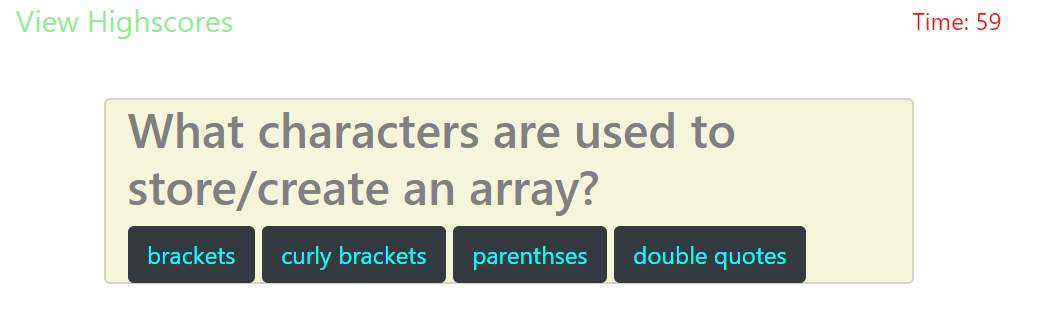 View Highscores
Time: 59
What characters are used to
store/create an array?
brackets
curly brackets
parenthses
double quotes